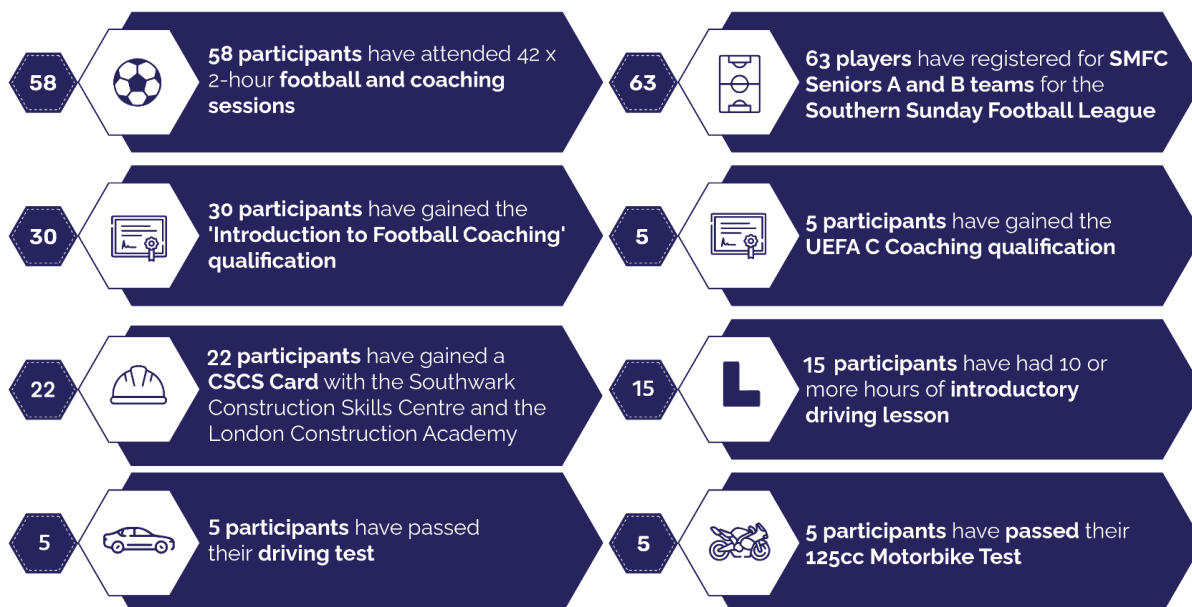 58
58 participants have attended 42 x
2-hour football and coaching
sessions
63
63 players have registered for SMFC
Seniors A and B teams for the
Southern Sunday Football League
30
30 participants have gained the
'Introduction to Football Coaching'
qualification
5
5 participants have gained the
UEFA C Coaching qualification
22
22 participants have gained a
CSCS Card with the Southwark
Construction Skills Centre and the
London Construction Academy
15
L
15 participants have had 10 or
more hours of introductory
driving lesson
5
5 participants have passed
their driving test
5
5 participants have passed their
125cc Motorbike Test